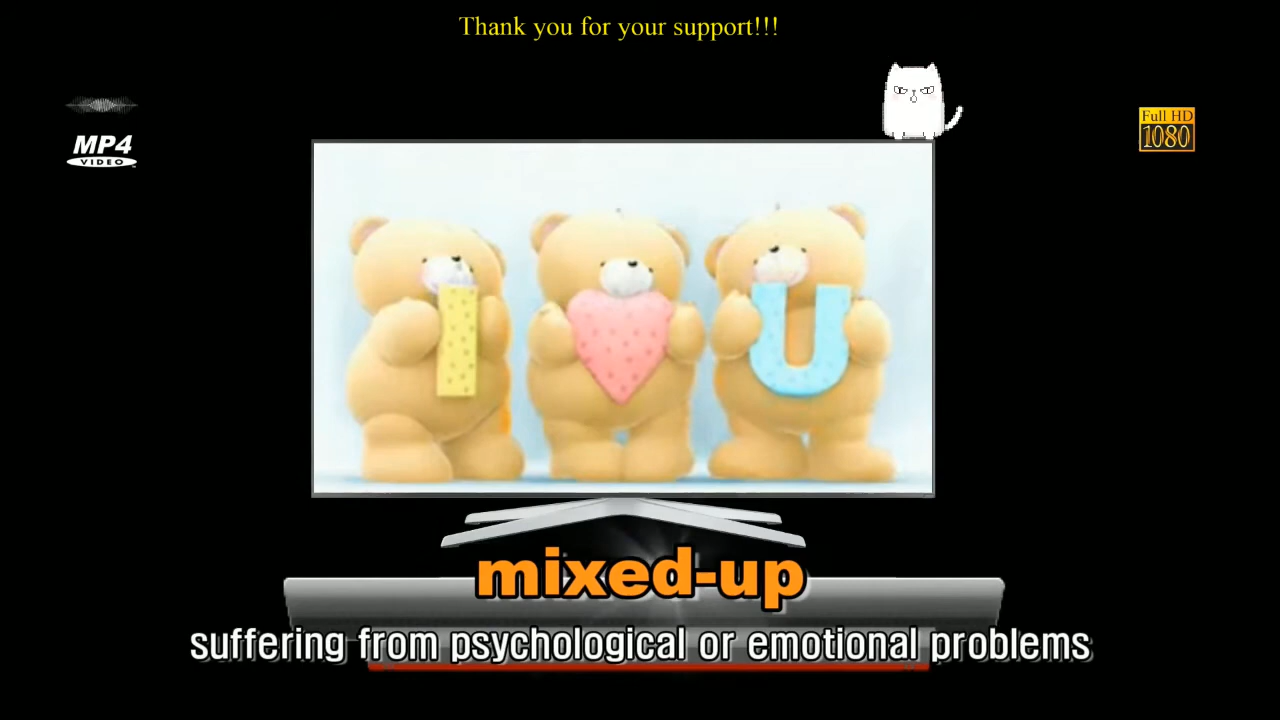 Thank you for your support!!!
MP4
VIDEO
Full HD
1080
I ♥ U
mixed-up
suffering from psychological or emotional problems